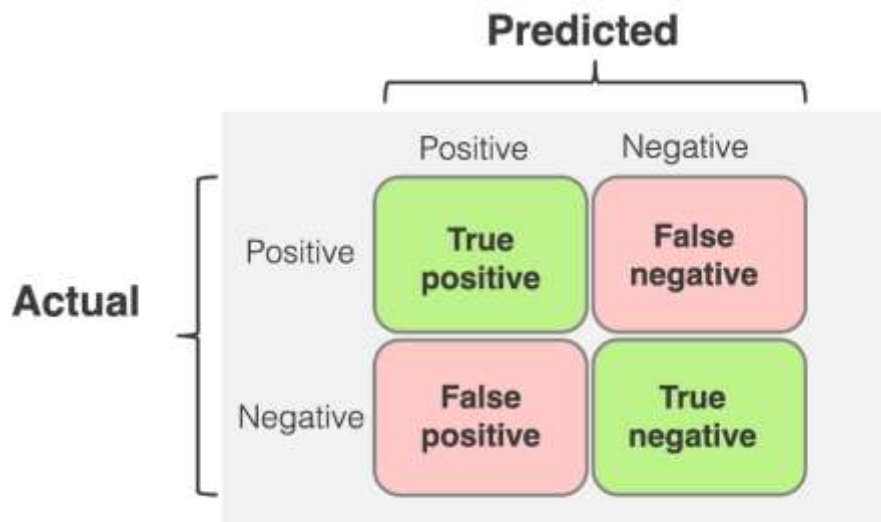 Predicted
Positive Negative
Positive
True
positive
False
negative
Actual
Negative
False
positive
True
negative